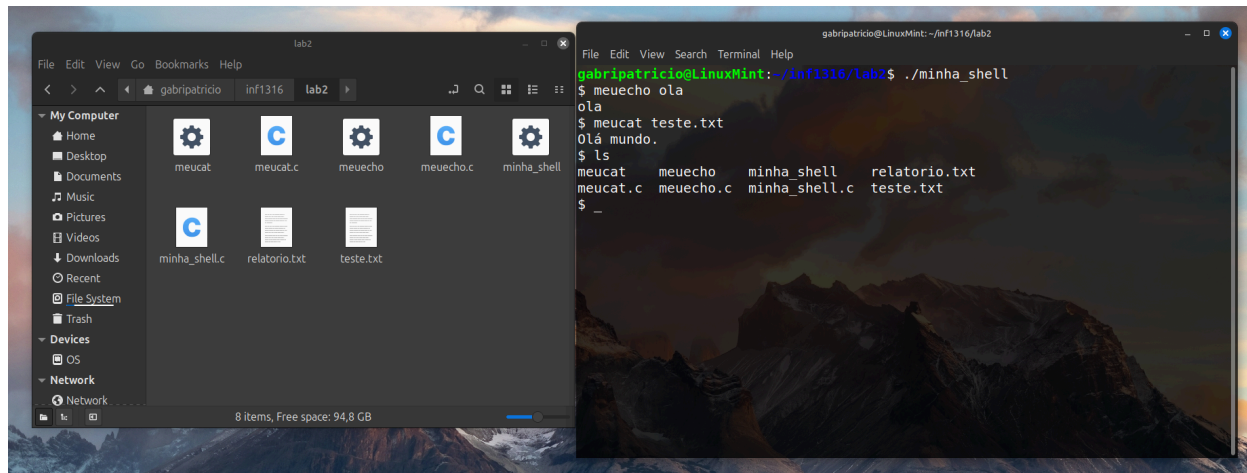 lab2
File Edit View Go Bookmarks Help
gabripatricio inf1316 lab2
My Computer
Home
Desktop
Documents
Music
Pictures
Videos
Downloads
Recent
File System
Trash
Devices
OS
Network
Network
meucat meucat.c meuecho meuecho.c minha_shell
minha_shell.c relatorio.txt teste.txt
8 items, Free space: 94,8 GB
gabripatricio@LinuxMint: ~/inf1316/lab2
File Edit View Search Terminal Help
gabripatricio@LinuxMint:~/inf1316/lab2$ ./minha_shell
$ meuecho ola
ola
$ meucat teste.txt
Olá mundo.
$ ls
meucat meuecho minha_shell relatorio.txt
meucat.c meuecho.c minha_shell.c teste.txt
$ _